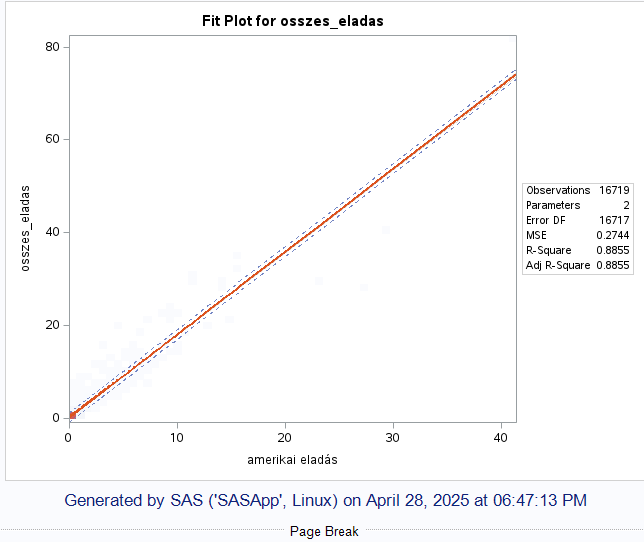 Fit Plot for osszes_eladas
80
60
40
20
0
osszes_eladas
0 10 20 30 40
amerikai eladás
Observations 16719
Parameters 2
Error DF 16717
MSE 0.2744
R-Square 0.8855
Adj R-Square 0.8855
Generated by SAS ('SASApp', Linux) on April 28, 2025 at 06:47:13 PM
Page Break